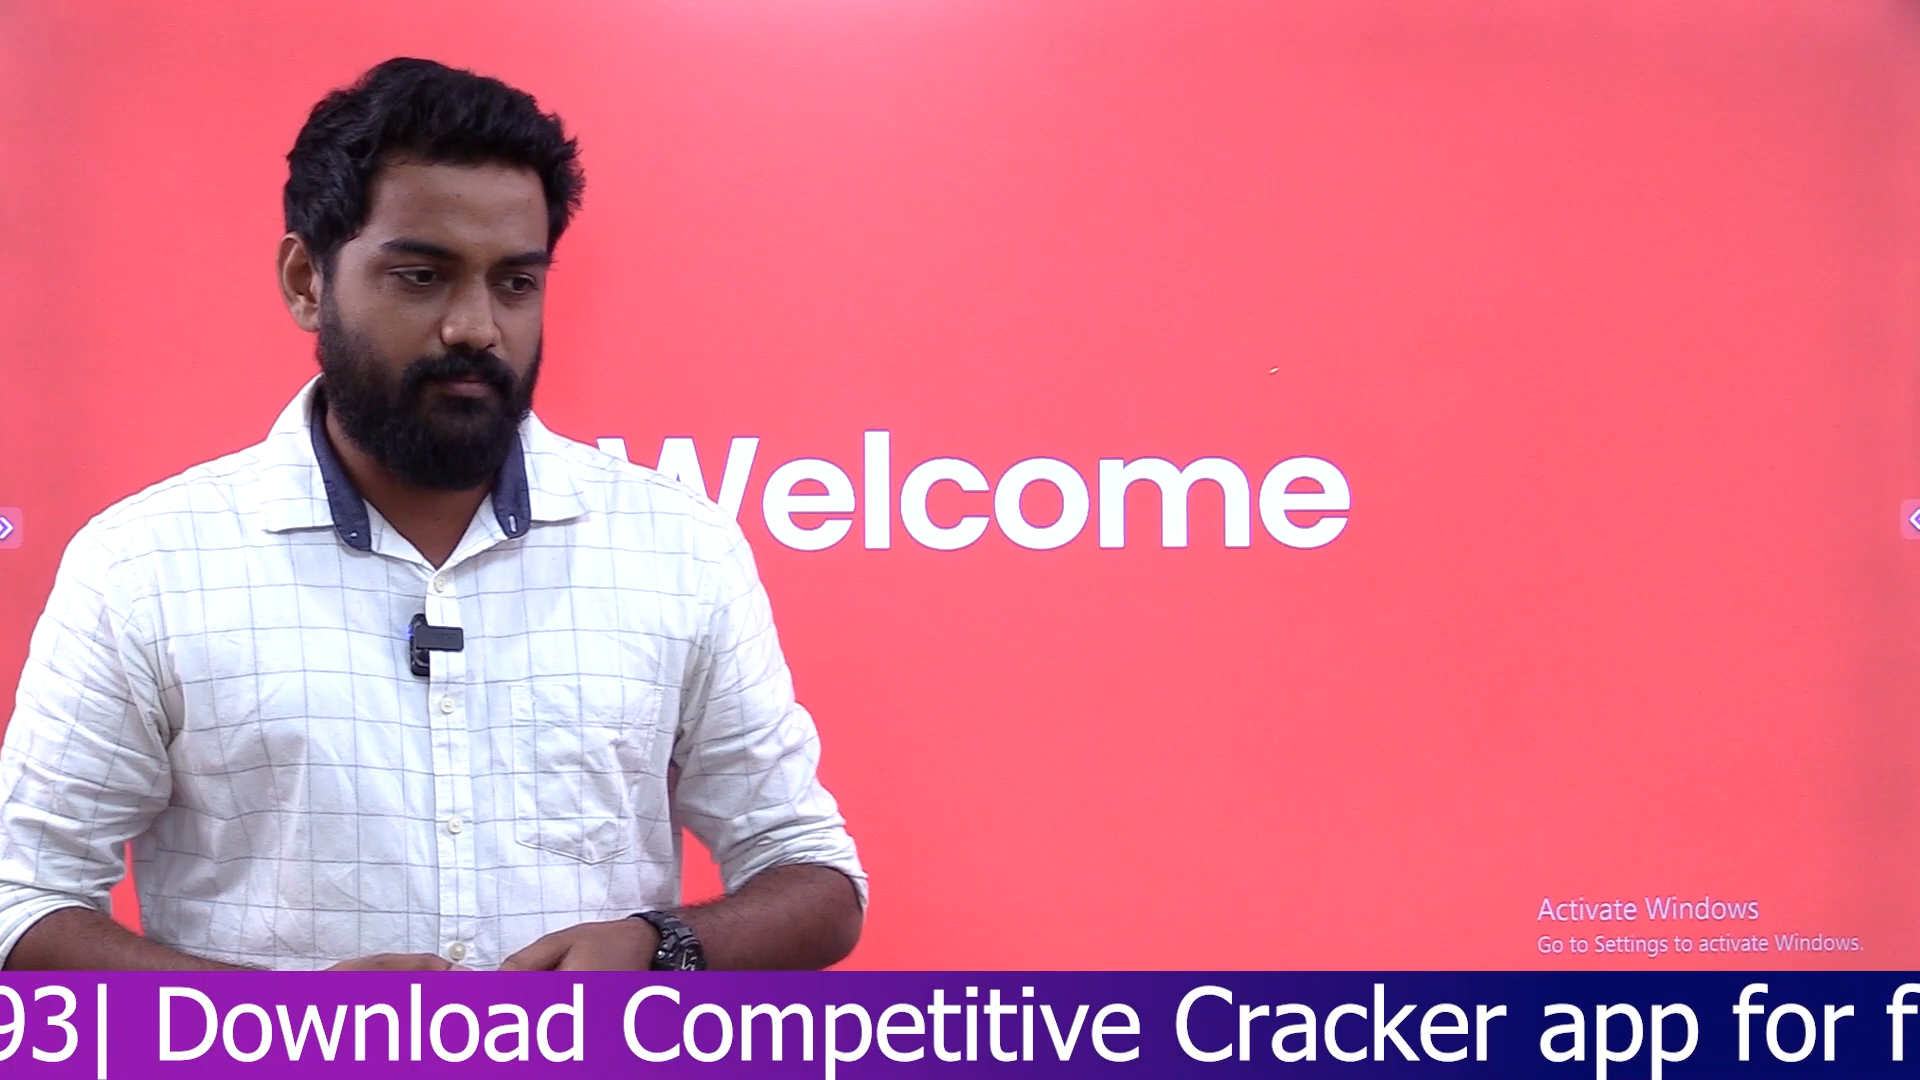 Welcome
Activate Windows
Go to Settings to activate Windows.
93| Download Competitive Cracker app for f